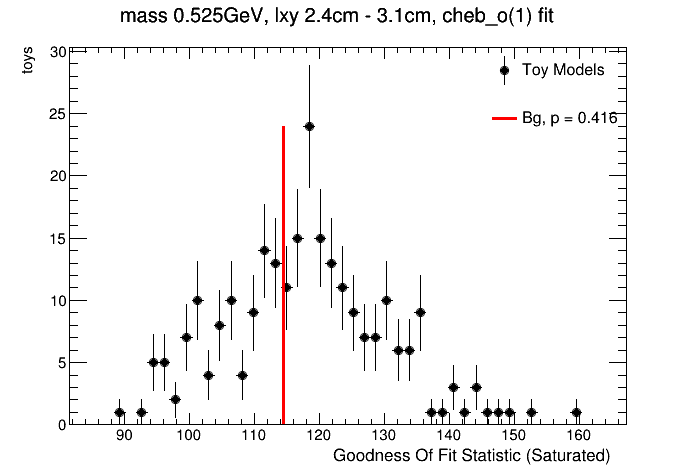 mass 0.525GeV, lxy 2.4cm - 3.1cm, cheb_o(1) fit
toys
30
25
20
15
10
5
0
Toy Models
Bg, p = 0.416
90 100 110 120 130 140 150 160
Goodness Of Fit Statistic (Saturated)